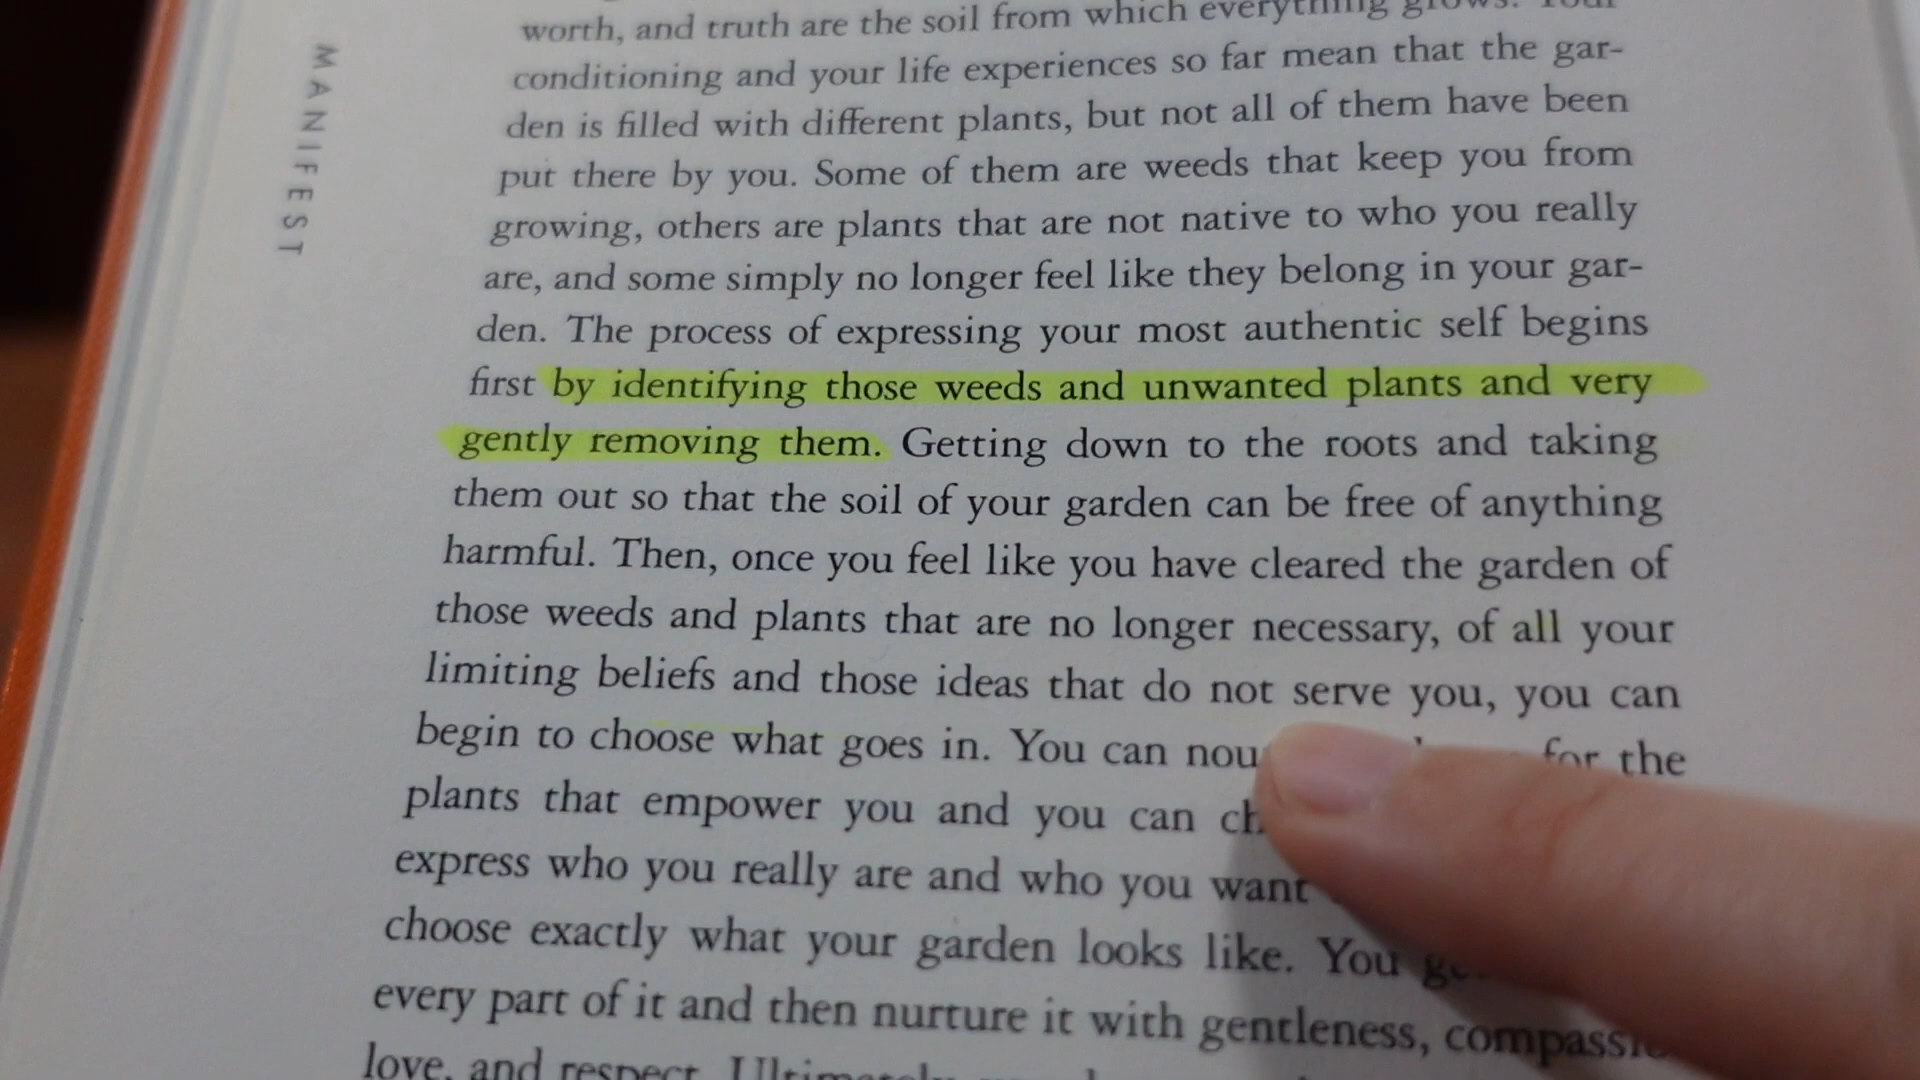 MANIFEST
worth, and truth are the soil from which everything grows. Your
conditioning and your life experiences so far mean that the gar-
den is filled with different plants, but not all of them have been
put there by you. Some of them are weeds that keep you from
growing, others are plants that are not native to who you really
are, and some simply no longer feel like they belong in your gar-
den. The process of expressing your most authentic self begins
first by identifying those weeds and unwanted plants and very
gently removing them. Getting down to the roots and taking
them out so that the soil of your garden can be free of anything
harmful. Then, once you feel like you have cleared the garden of
those weeds and plants that are no longer necessary, of all your
limiting beliefs and those ideas that do not serve you, you can
begin to choose what goes in. You can for the
plants that empower you and you can
express who you really are and who you want
choose exactly what your garden looks like. You
every part of it and then nurture it with gentleness,
love, and respect. Ultimately